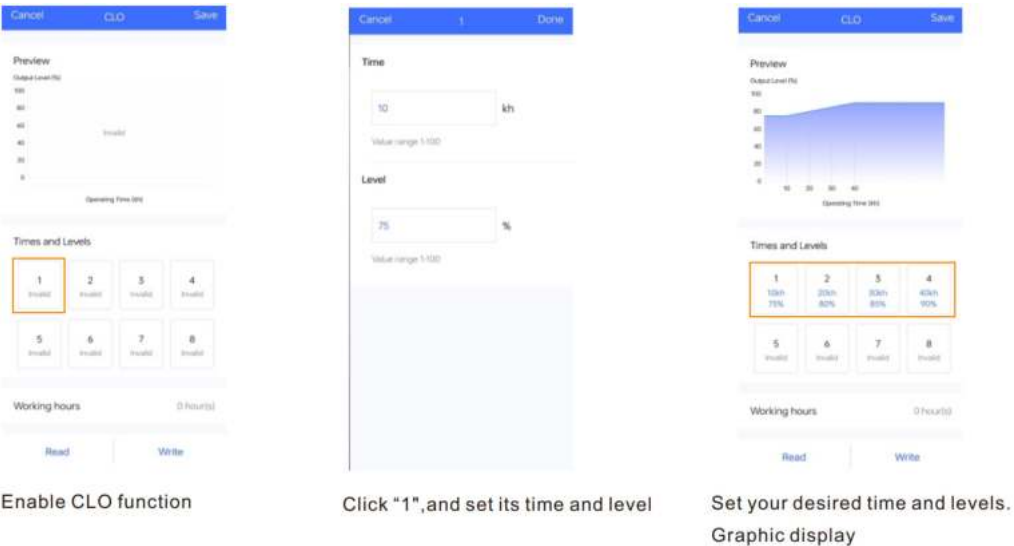 Cancel CLO Save
Preview
Output Level (%)
100
80
60
40
20
0
Invalid
Operating Time (kh)
Times and Levels
1 2 3 4
Invalid Invalid Invalid Invalid
5 6 7 8
Invalid Invalid Invalid Invalid
Working hours 0 hour(s)
Read Write
Enable CLO function
Cancel 1 Done
Time
10 kh
Value range 1-100
Level
75 %
Value range 1-100
Click “1",and set its time and level
Cancel CLO Save
Preview
Output Level (%)
100
80
60
40
20
0
10 20 30 40
Operating Time (kh)
Times and Levels
1 2 3 4
10kh 20kh 30kh 40kh
75% 80% 85% 90%
5 6 7 8
Invalid Invalid Invalid Invalid
Working hours 0 hour(s)
Read Write
Set your desired time and levels.
Graphic display